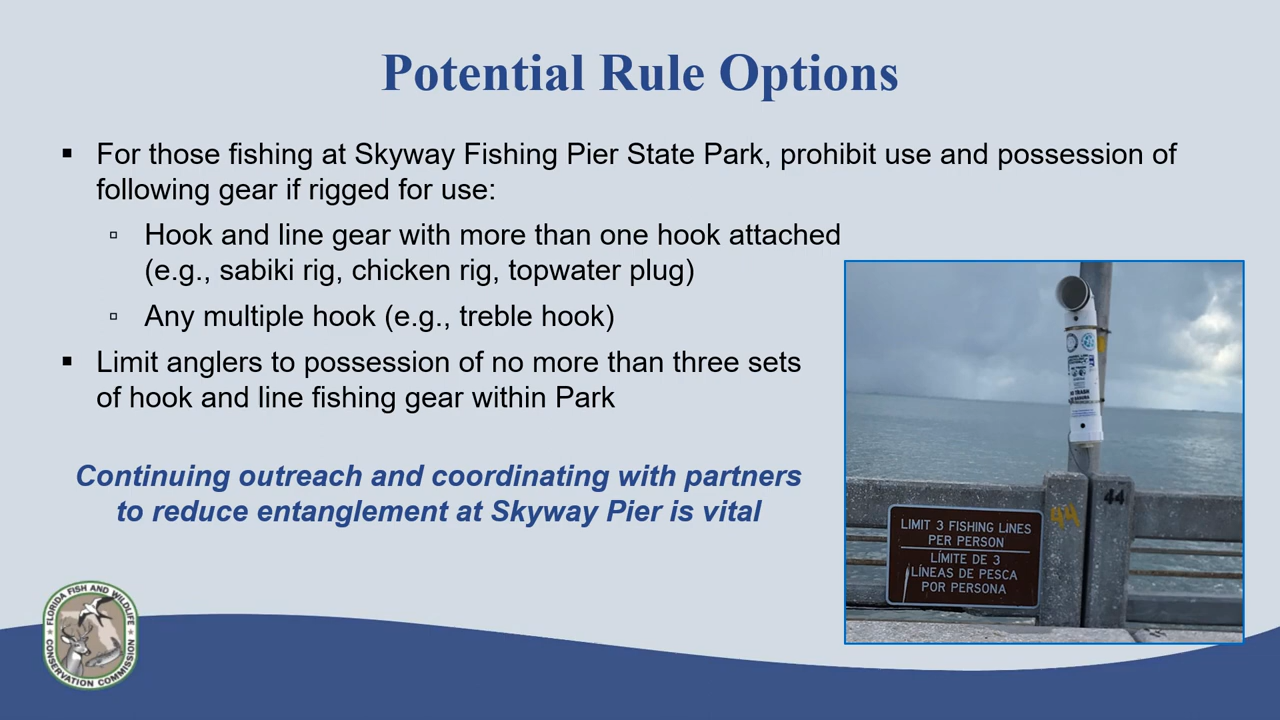 Potential Rule Options
▪ For those fishing at Skyway Fishing Pier State Park, prohibit use and possession of
following gear if rigged for use:
▫ Hook and line gear with more than one hook attached
(e.g., sabiki rig, chicken rig, topwater plug)
▫ Any multiple hook (e.g., treble hook)
▪ Limit anglers to possession of no more than three sets
of hook and line fishing gear within Park
Continuing outreach and coordinating with partners
to reduce entanglement at Skyway Pier is vital
44
44
LIMIT 3 FISHING LINES
PER PERSON
LÍMITE DE 3
LÍNEAS DE PESCA
POR PERSONA
FLORIDA FISH AND WILDLIFE
CONSERVATION COMMISSION